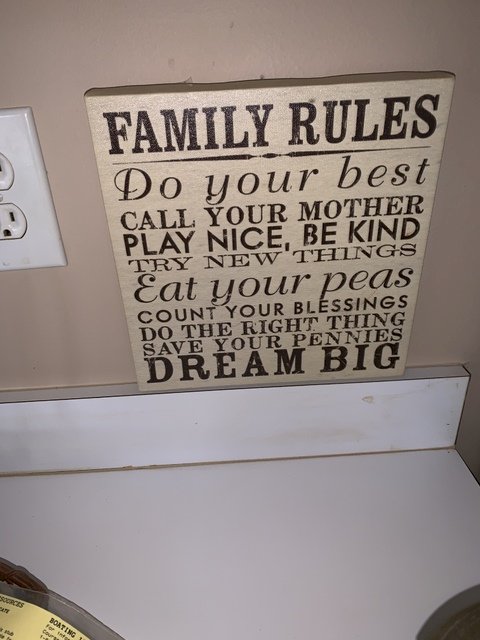 FAMILY RULES
Do your best
CALL YOUR MOTHER
PLAY NICE, BE KIND
TRY NEW THINGS
Eat your peas
COUNT YOUR BLESSINGS
DO THE RIGHT THING
SAVE YOUR PENNIES
DREAM BIG
BOATING